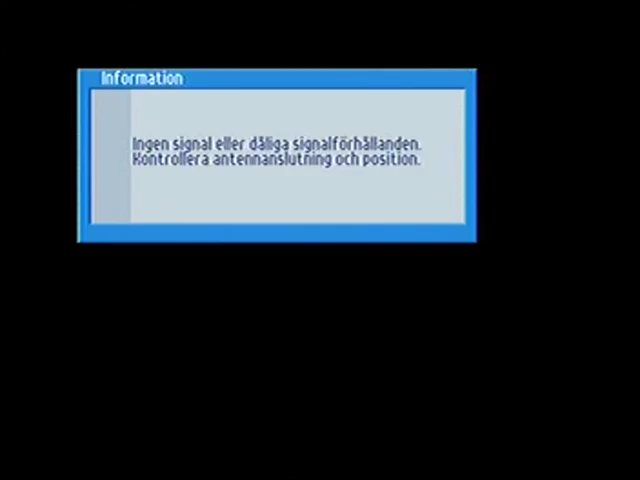 Information
Ingen signal eller dåliga signalförhållanden.
Kontrollera antennanslutning och position.